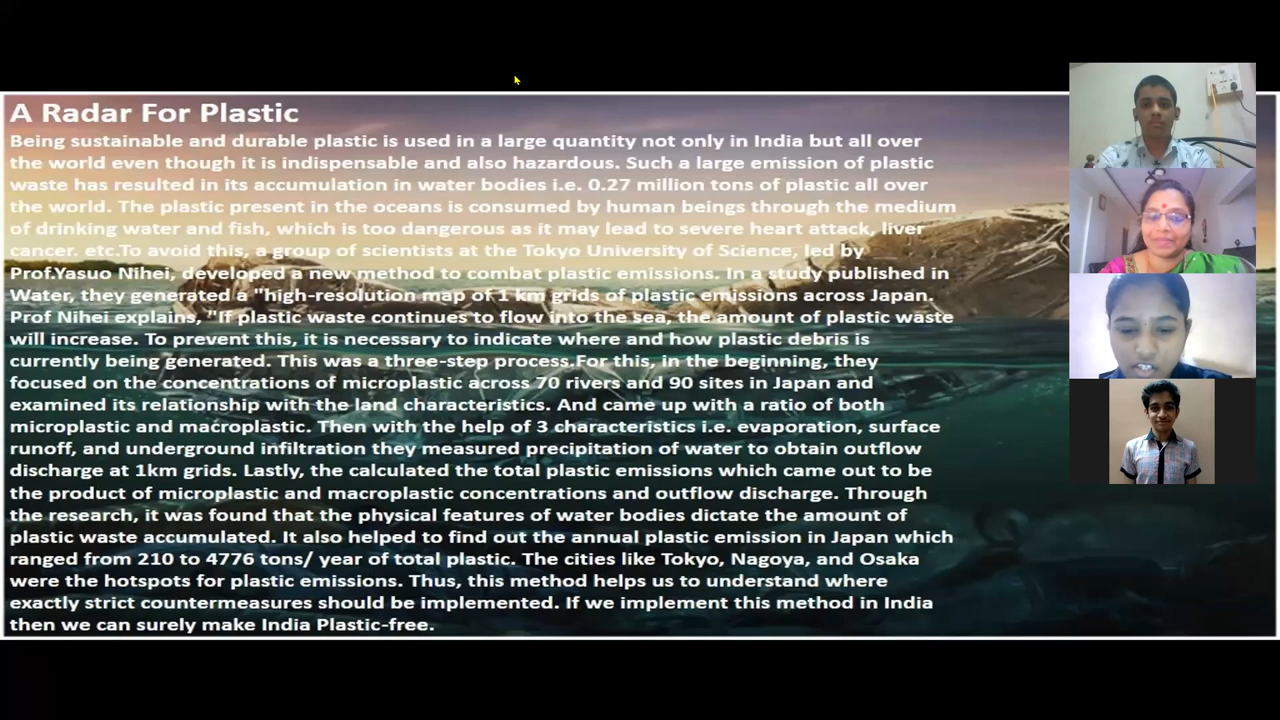 A Radar For Plastic
Being sustainable and durable plastic is used in a large quantity not only in India but all over
the world even though it is indispensable and also hazardous. Such a large emission of plastic
waste has resulted in its accumulation in water bodies i.e. 0.27 million tons of plastic all over
the world. The plastic present in the oceans is consumed by human beings through the medium
of drinking water and fish, which is too dangerous as it may lead to severe heart attack, liver
cancer. etc.To avoid this, a group of scientists at the Tokyo University of Science, led by
Prof.Yasuo Nihei, developed a new method to combat plastic emissions. In a study published in
Water, they generated a "high-resolution map of 1 km grids of plastic emissions across Japan.
Prof Nihei explains, "If plastic waste continues to flow into the sea, the amount of plastic waste
will increase. To prevent this, it is necessary to indicate where and how plastic debris is
currently being generated. This was a three-step process.For this, in the beginning, they
focused on the concentrations of microplastic across 70 rivers and 90 sites in Japan and
examined its relationship with the land characteristics. And came up with a ratio of both
microplastic and macroplastic. Then with the help of 3 characteristics i.e. evaporation, surface
runoff, and underground infiltration they measured precipitation of water to obtain outflow
discharge at 1km grids. Lastly, the calculated the total plastic emissions which came out to be
the product of microplastic and macroplastic concentrations and outflow discharge. Through
the research, it was found that the physical features of water bodies dictate the amount of
plastic waste accumulated. It also helped to find out the annual plastic emission in Japan which
ranged from 210 to 4776 tons/ year of total plastic. The cities like Tokyo, Nagoya, and Osaka
were the hotspots for plastic emissions. Thus, this method helps us to understand where
exactly strict countermeasures should be implemented. If we implement this method in India
then we can surely make India Plastic-free.